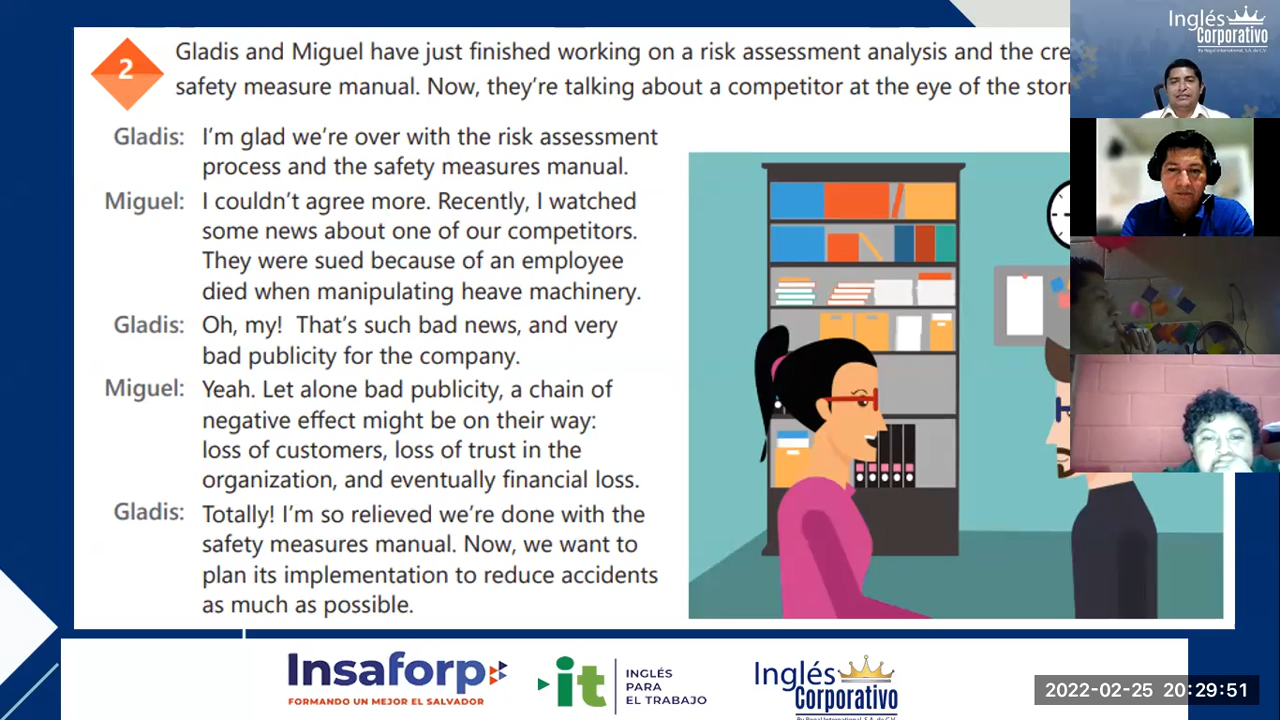 2
Gladis and Miguel have just finished working on a risk assessment analysis and the
safety measure manual. Now, they're talking about a competitor at the eye of the
Gladis: I'm glad we're over with the risk assessment
process and the safety measures manual.
Miguel: I couldn't agree more. Recently, I watched
some news about one of our competitors.
They were sued because of an employee
died when manipulating heave machinery.
Gladis: Oh, my! That's such bad news, and very
bad publicity for the company.
Miguel: Yeah. Let alone bad publicity, a chain of
negative effect might be on their way:
loss of customers, loss of trust in the
organization, and eventually financial loss.
Gladis: Totally! I'm so relieved we're done with the
safety measures manual. Now, we want to
plan its implementation to reduce accidents
as much as possible.
Inglés
Corporativo
By Regal International, S.A. de C.V.
Insaforp
FORMANDO UN MEJOR EL SALVADOR
it
INGLÉS
PARA
EL TRABAJO
Inglés
Corporativo
By Regal International, S.A. de C.V.
2022-02-25 20:29:51